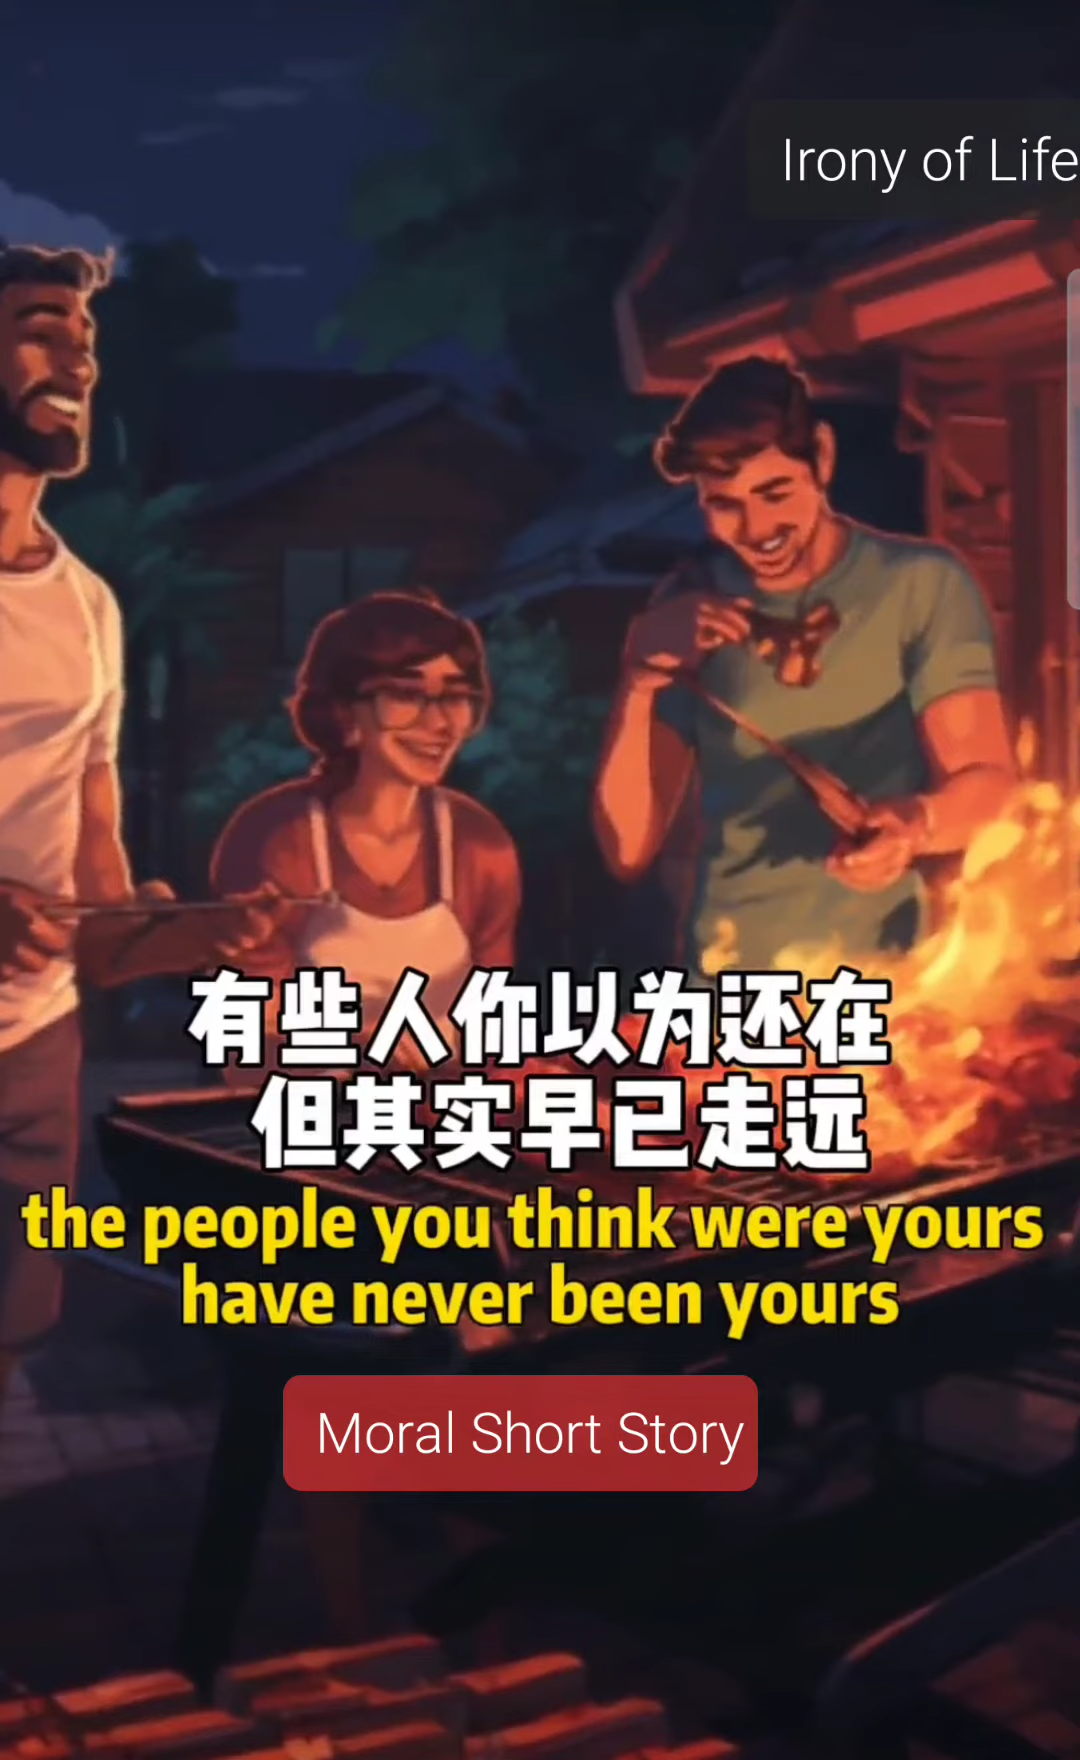 Irony of Life
有些人你以为还在
但其实早已走远
the people you think were yours
have never been yours
Moral Short Story